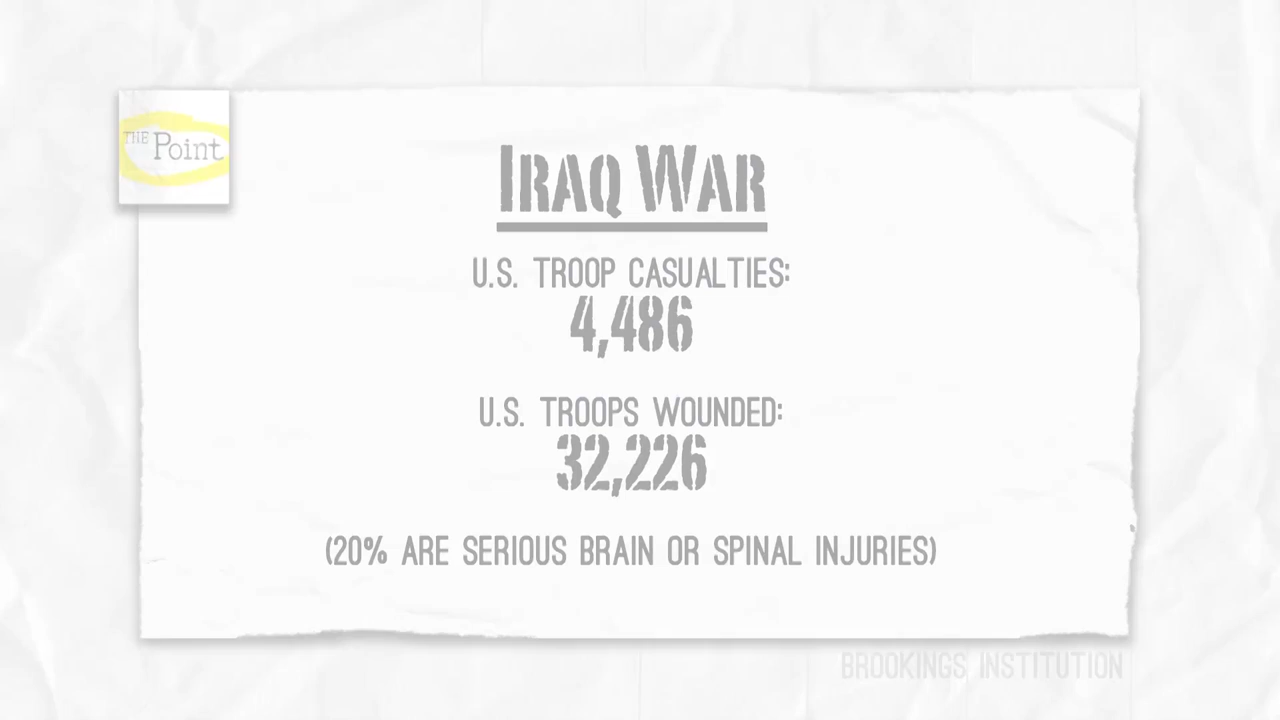 THE Point
IRAQ WAR
U.S. TROOP CASUALTIES:
4,486
U.S. TROOPS WOUNDED:
32,226
(20% ARE SERIOUS BRAIN OR SPINAL INJURIES)
BROOKINGS INSTITUTION